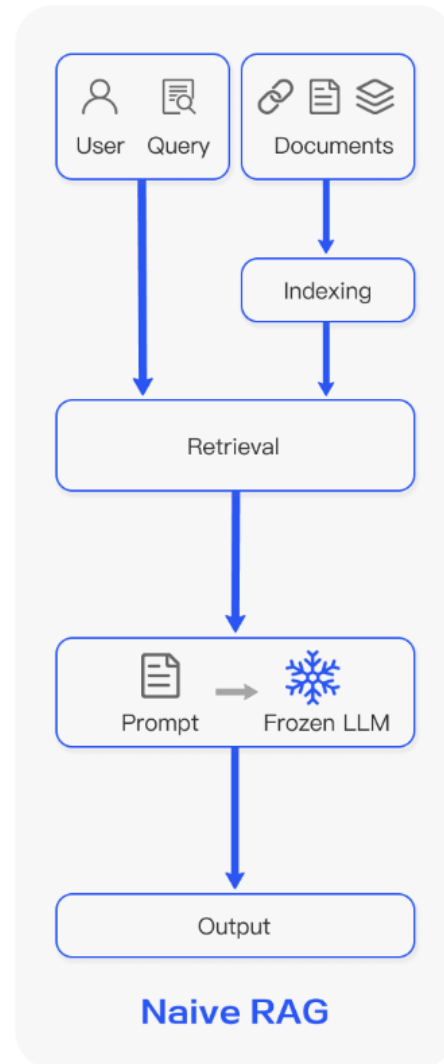 User Query
Documents
Indexing
Retrieval
Prompt
Frozen LLM
Output
Naive RAG